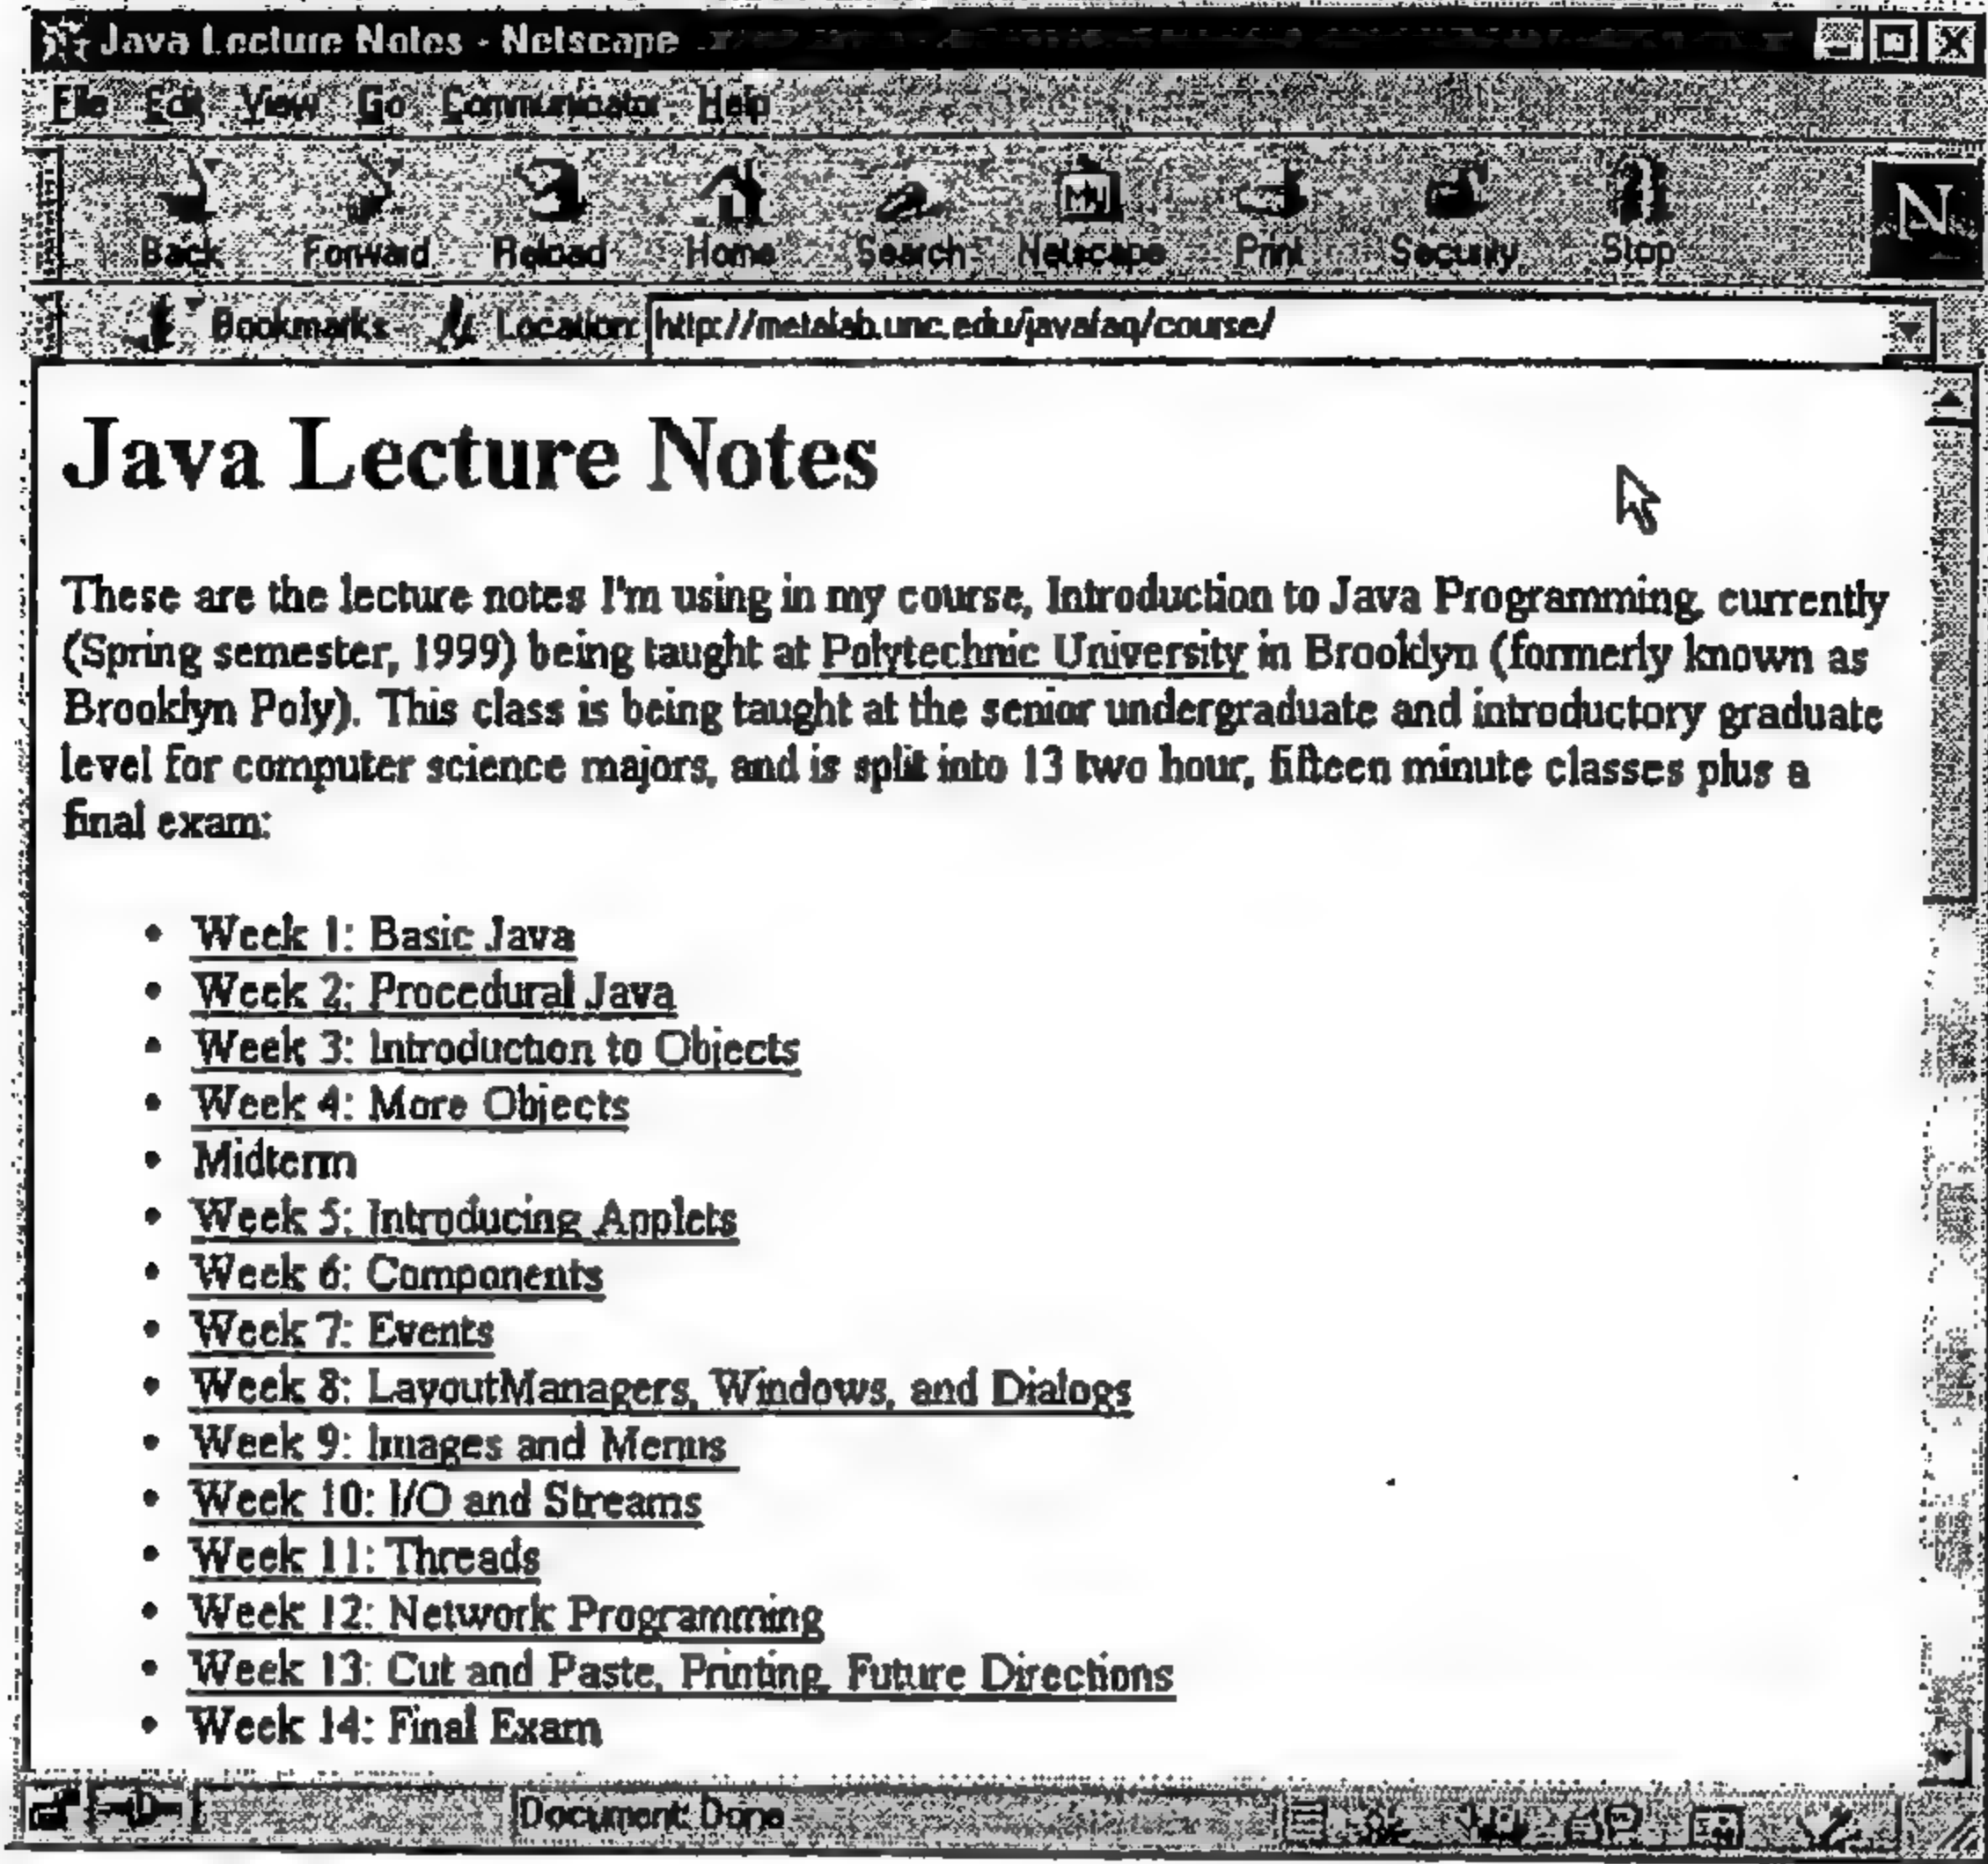 Java Lecture Notes - Netscape
File Edit View Go Communicator Help
Back Forward Reload Home Search Netscape Print Security Stop
N
Bookmarks Location: http://metalab.unc.edu/javafaq/course/
Java Lecture Notes
These are the lecture notes I'm using in my course, Introduction to Java Programming, currently
(Spring semester, 1999) being taught at Polytechnic University in Brooklyn (formerly known as
Brooklyn Poly). This class is being taught at the senior undergraduate and introductory graduate
level for computer science majors, and is split into 13 two hour, fifteen minute classes plus a
final exam:
• Week 1: Basic Java
• Week 2: Procedural Java
• Week 3: Introduction to Objects
• Week 4: More Objects
• Midterm
• Week 5: Introducing Applets
• Week 6: Components
• Week 7: Events
• Week 8: LayoutManagers, Windows, and Dialogs
• Week 9: Images and Menus
• Week 10: I/O and Streams
• Week 11: Threads
• Week 12: Network Programming
• Week 13: Cut and Paste, Printing, Future Directions
• Week 14: Final Exam
Document: Done